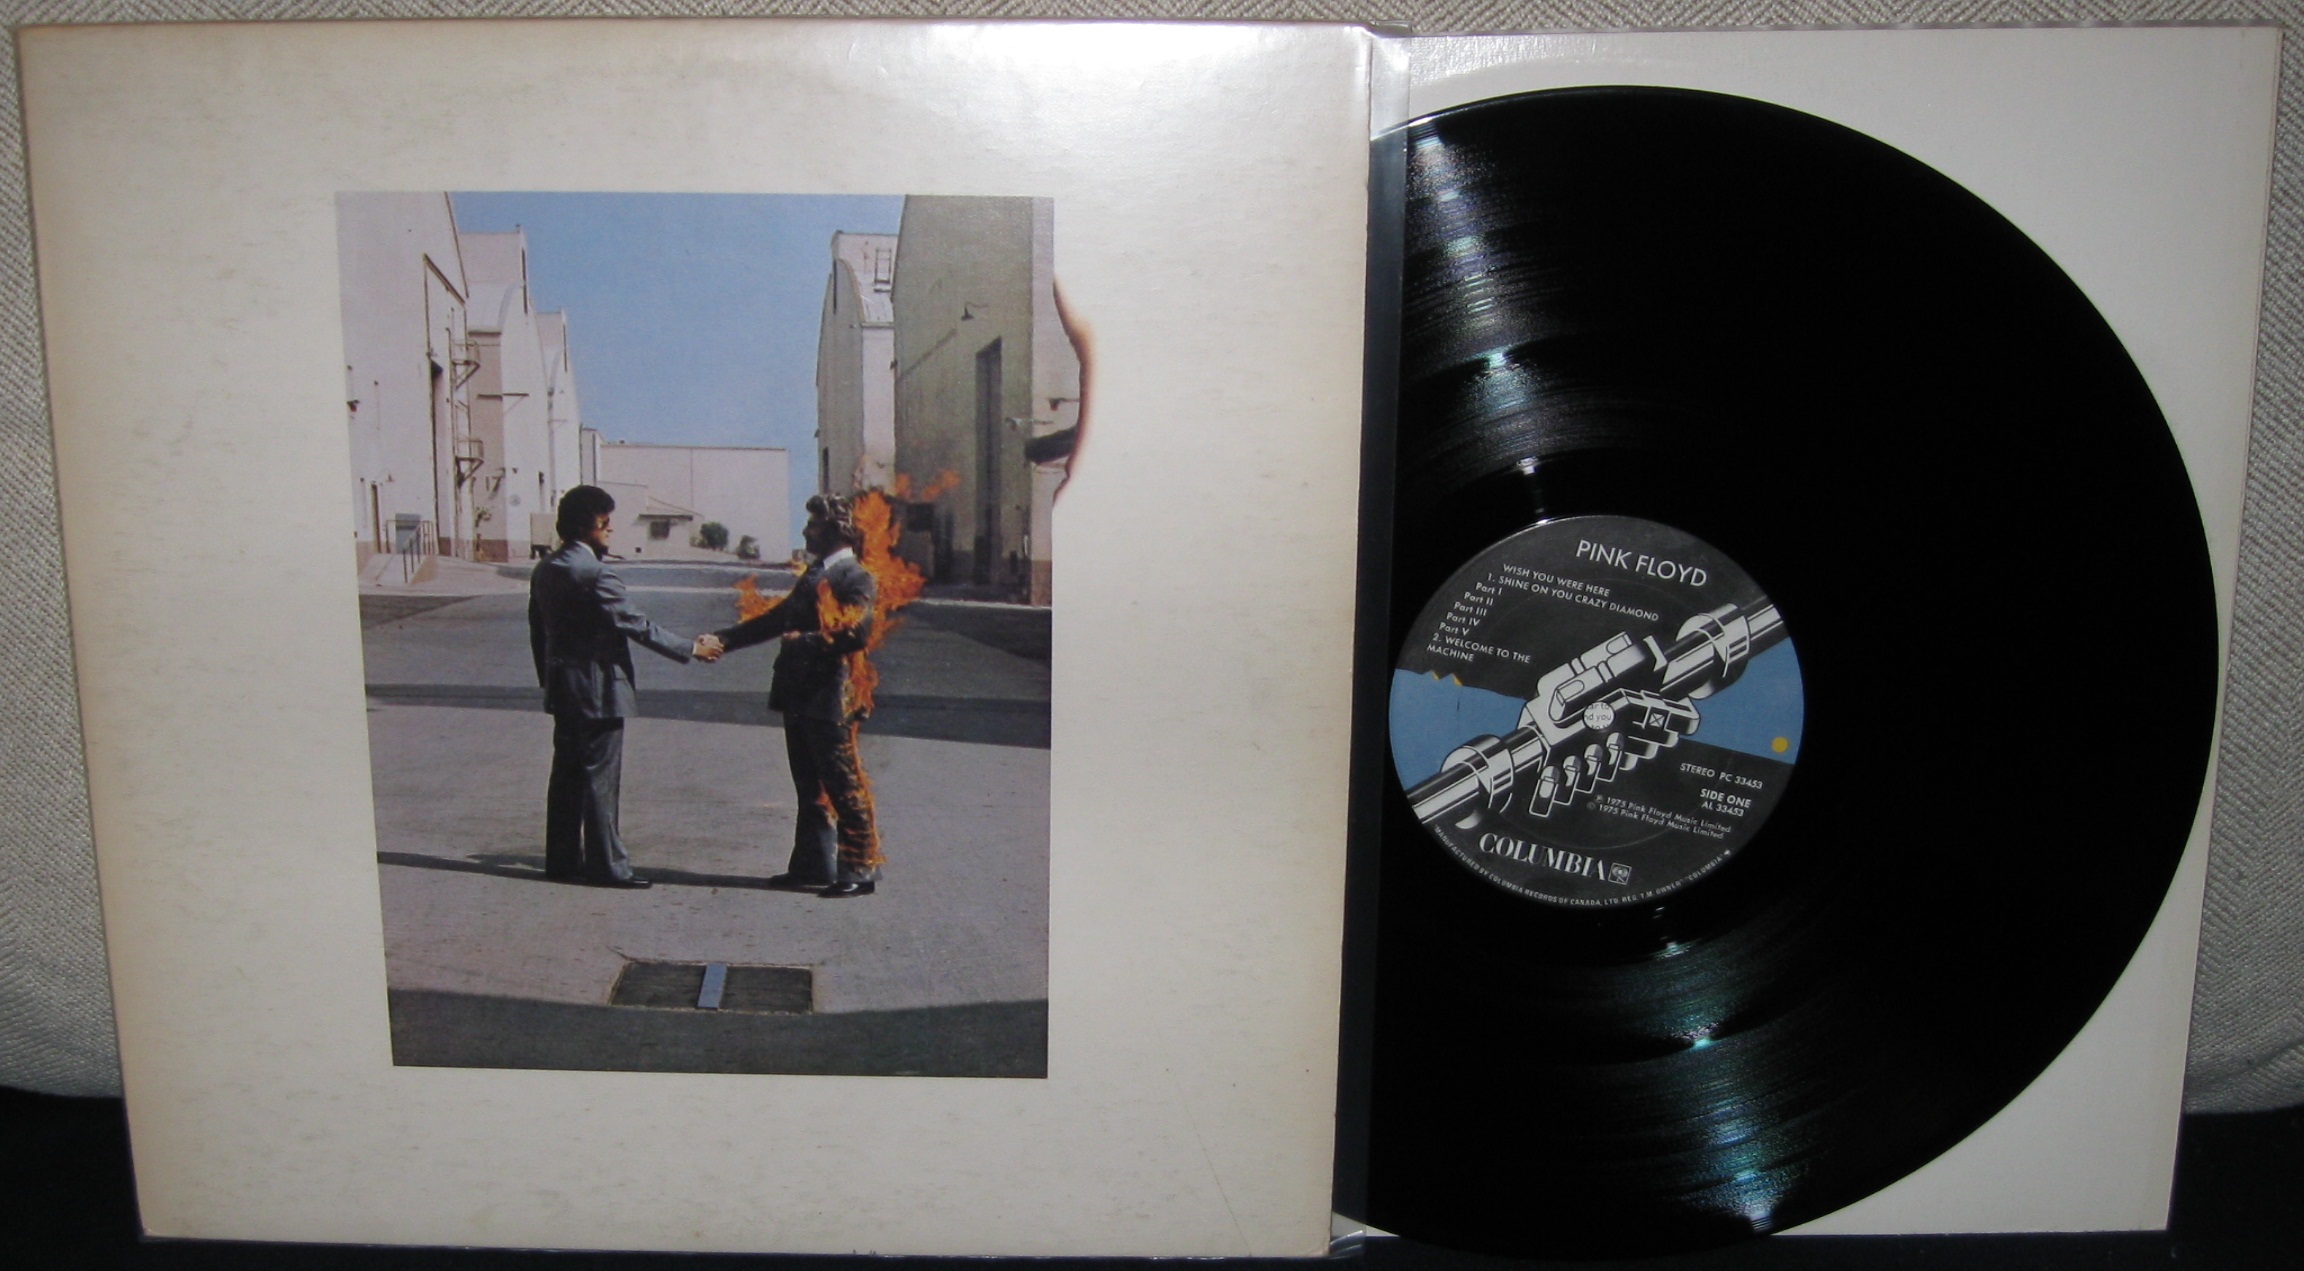 PINK FLOYD
WISH YOU WERE HERE
1. SHINE ON YOU CRAZY DIAMOND
Part I
Part II
Part III
Part IV
Part V
2. WELCOME TO THE
MACHINE
STEREO PC 33453
SIDE ONE
AL 33453
℗ 1975 Pink Floyd Music Limited
© 1975 Pink Floyd Music Limited
COLUMBIA
MANUFACTURED BY COLUMBIA RECORDS OF CANADA, LTD. REG. T.M. OWNER "COLUMBIA"